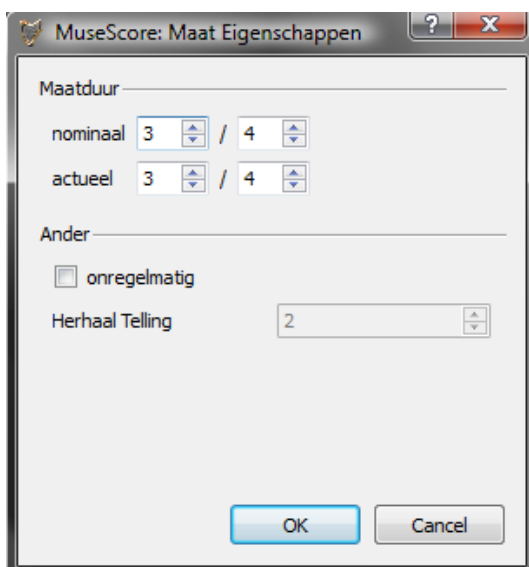 MuseScore: Maat Eigenschappen
Maatduur
nominaal 3 / 4
actueel 3 / 4
Ander
onregelmatig
Herhaal Telling 2
OK Cancel